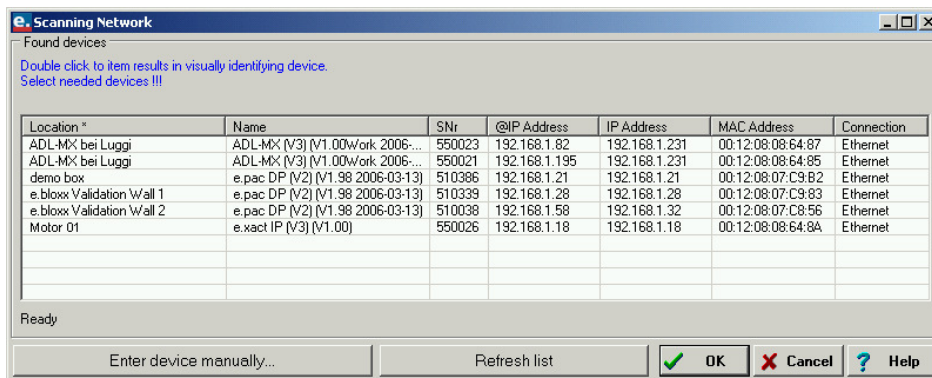 e. Scanning Network
Found devices
Double click to item results in visually identifying device.
Select needed devices !!!
Location * Name SNr @IP Address IP Address MAC Address Connection
ADL-MX bei Luggi ADL-MX (V3) (V1.00Work 2006-... 550023 192.168.1.82 192.168.1.231 00:12:08:08:64:87 Ethernet
ADL-MX bei Luggi ADL-MX (V3) (V1.00Work 2006-... 550021 192.168.1.195 192.168.1.231 00:12:08:08:64:85 Ethernet
demo box e.pac DP (V2) (V1.98 2006-03-13) 510386 192.168.1.21 192.168.1.21 00:12:08:07:C9:B2 Ethernet
e.bloxx Validation Wall 1 e.pac DP (V2) (V1.98 2006-03-13) 510339 192.168.1.28 192.168.1.28 00:12:08:07:C9:83 Ethernet
e.bloxx Validation Wall 2 e.pac DP (V2) (V1.98 2006-03-13) 510038 192.168.1.58 192.168.1.32 00:12:08:07:C8:56 Ethernet
Motor 01 e.xact IP (V3) (V1.00) 550026 192.168.1.18 192.168.1.18 00:12:08:08:64:8A Ethernet
Ready
Enter device manually... Refresh list OK Cancel ? Help